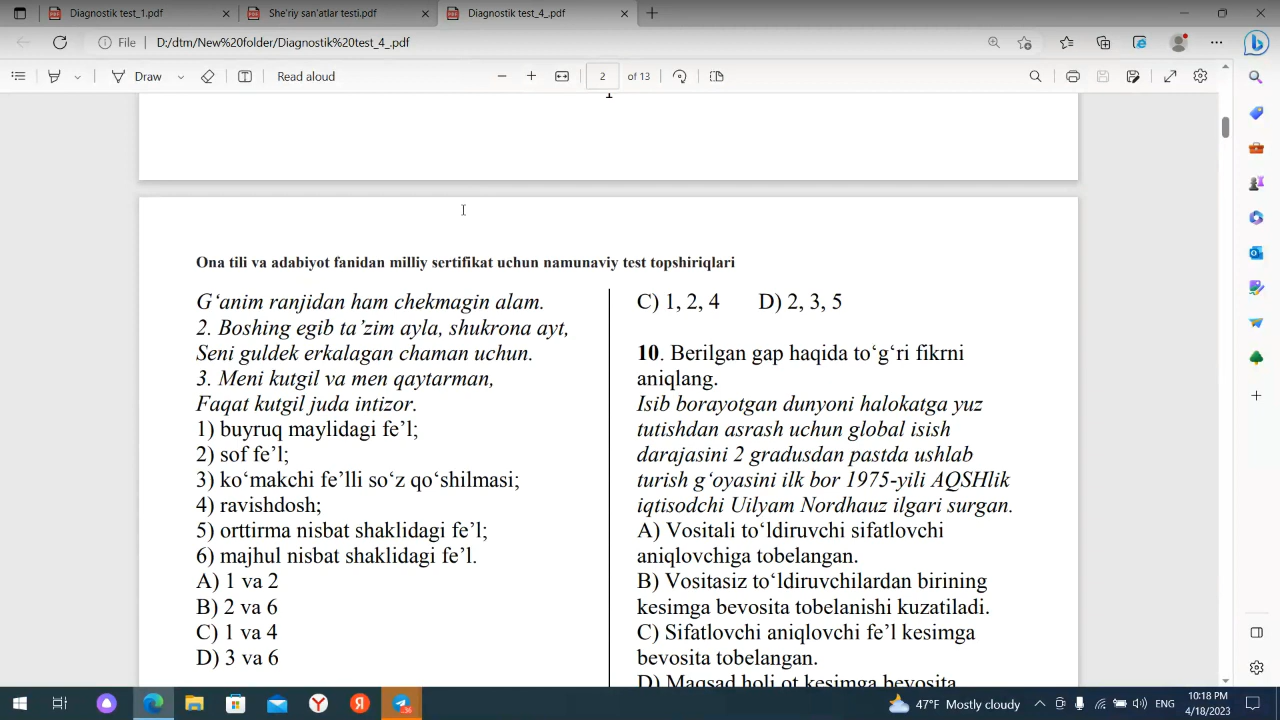 Diagnostik test_1.pdf
She'riy san'atlar testi.pdf
Diagnostik test_4_.pdf
File
D:/dtm/New%20folder/Diagnostik%20test_4_.pdf
Draw
Read aloud
2 of 13
1
Ona tili va adabiyot fanidan milliy sertifikat uchun namunaviy test topshiriqlari
G‘anim ranjidan ham chekmagin alam.
2. Boshing egib ta’zim ayla, shukrona ayt,
Seni guldek erkalagan chaman uchun.
3. Meni kutgil va men qaytarman,
Faqat kutgil juda intizor.
1) buyruq maylidagi fe’l;
2) sof fe’l;
3) ko‘makchi fe’lli so‘z qo‘shilmasi;
4) ravishdosh;
5) orttirma nisbat shaklidagi fe’l;
6) majhul nisbat shaklidagi fe’l.
A) 1 va 2
B) 2 va 6
C) 1 va 4
D) 3 va 6
C) 1, 2, 4 D) 2, 3, 5
10. Berilgan gap haqida to‘g‘ri fikrni
aniqlang.
Isib borayotgan dunyoni halokatga yuz
tutishdan asrash uchun global isish
darajasini 2 gradusdan pastda ushlab
turish g‘oyasini ilk bor 1975-yili AQSHlik
iqtisodchi Uilyam Nordhauz ilgari surgan.
A) Vositali to‘ldiruvchi sifatlovchi
aniqlovchiga tobelangan.
B) Vositasiz to‘ldiruvchilardan birining
kesimga bevosita tobelanishi kuzatiladi.
C) Sifatlovchi aniqlovchi fe’l kesimga
bevosita tobelangan.
D) Maqsad holi ot kesimga bevosita
47°F Mostly cloudy
ENG
10:18 PM
4/18/2023